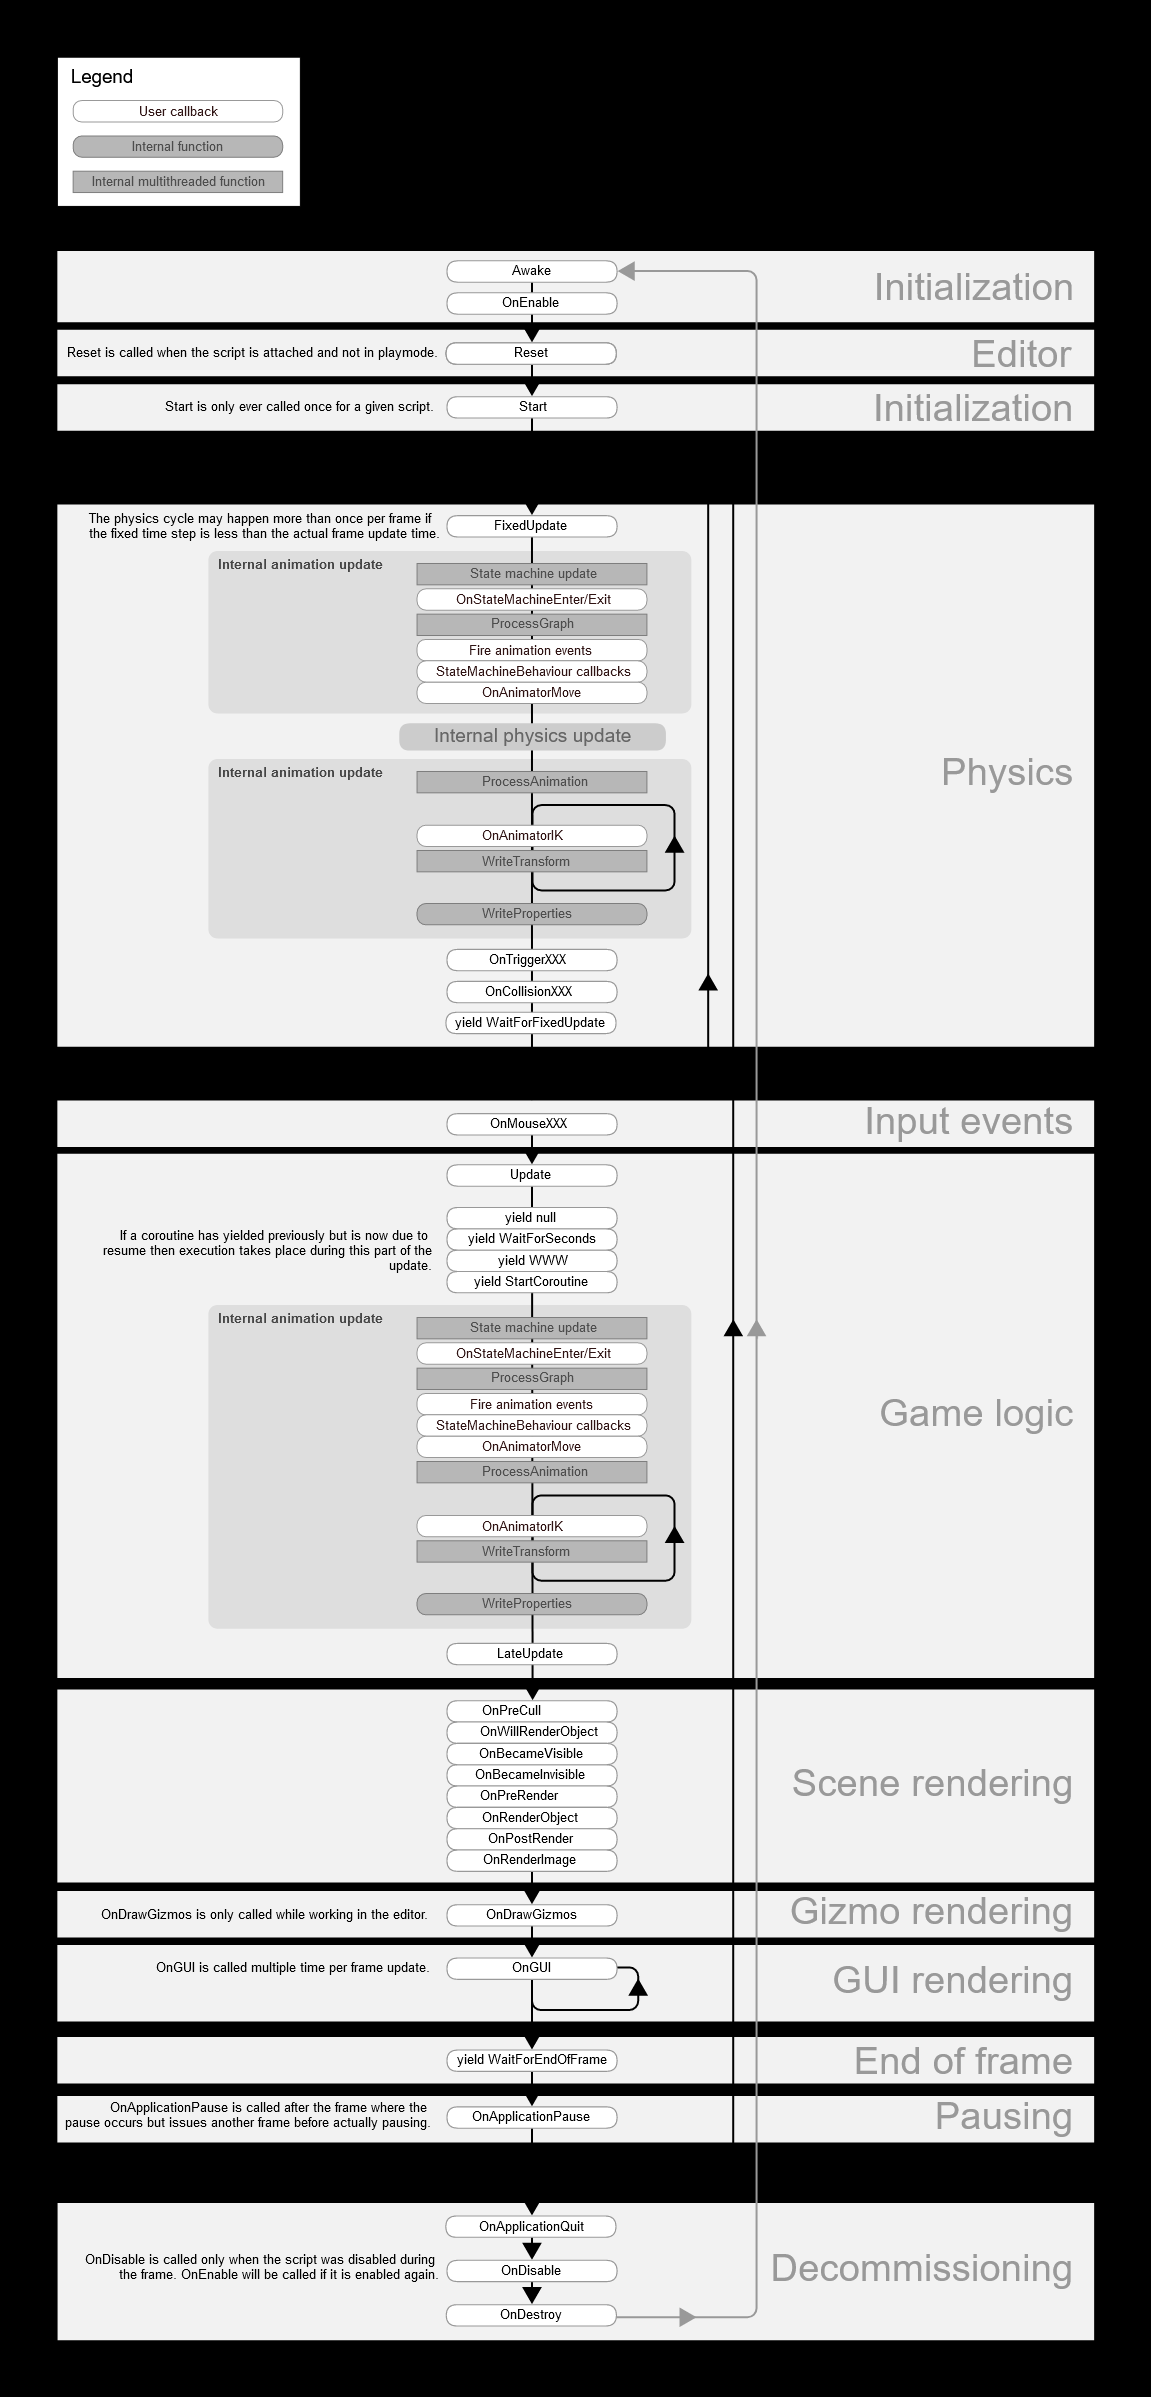 Legend
User callback
Internal function
Internal multithreaded function
Awake
OnEnable
Initialization
Reset is called when the script is attached and not in playmode.
Reset
Editor
Start is only ever called once for a given script.
Start
Initialization
The physics cycle may happen more than once per frame if
the fixed time step is less than the actual frame update time.
FixedUpdate
Internal animation update
State machine update
OnStateMachineEnter/Exit
ProcessGraph
Fire animation events
StateMachineBehaviour callbacks
OnAnimatorMove
Internal physics update
Physics
Internal animation update
ProcessAnimation
OnAnimatorIK
WriteTransform
WriteProperties
OnTriggerXXX
OnCollisionXXX
yield WaitForFixedUpdate
OnMouseXXX
Input events
Update
yield null
If a coroutine has yielded previously but is now due to
resume then execution takes place during this part of the
update.
yield WaitForSeconds
yield WWW
yield StartCoroutine
Internal animation update
State machine update
OnStateMachineEnter/Exit
ProcessGraph
Fire animation events
StateMachineBehaviour callbacks
OnAnimatorMove
Game logic
ProcessAnimation
OnAnimatorIK
WriteTransform
WriteProperties
LateUpdate
OnPreCull
OnWillRenderObject
OnBecameVisible
OnBecameInvisible
OnPreRender
OnRenderObject
OnPostRender
OnRenderImage
Scene rendering
OnDrawGizmos is only called while working in the editor.
OnDrawGizmos
Gizmo rendering
OnGUI is called multiple time per frame update.
OnGUI
GUI rendering
yield WaitForEndOfFrame
End of frame
OnApplicationPause is called after the frame where the
pause occurs but issues another frame before actually pausing.
OnApplicationPause
Pausing
OnApplicationQuit
OnDisable is called only when the script was disabled during
the frame. OnEnable will be called if it is enabled again.
OnDisable
OnDestroy
Decommissioning